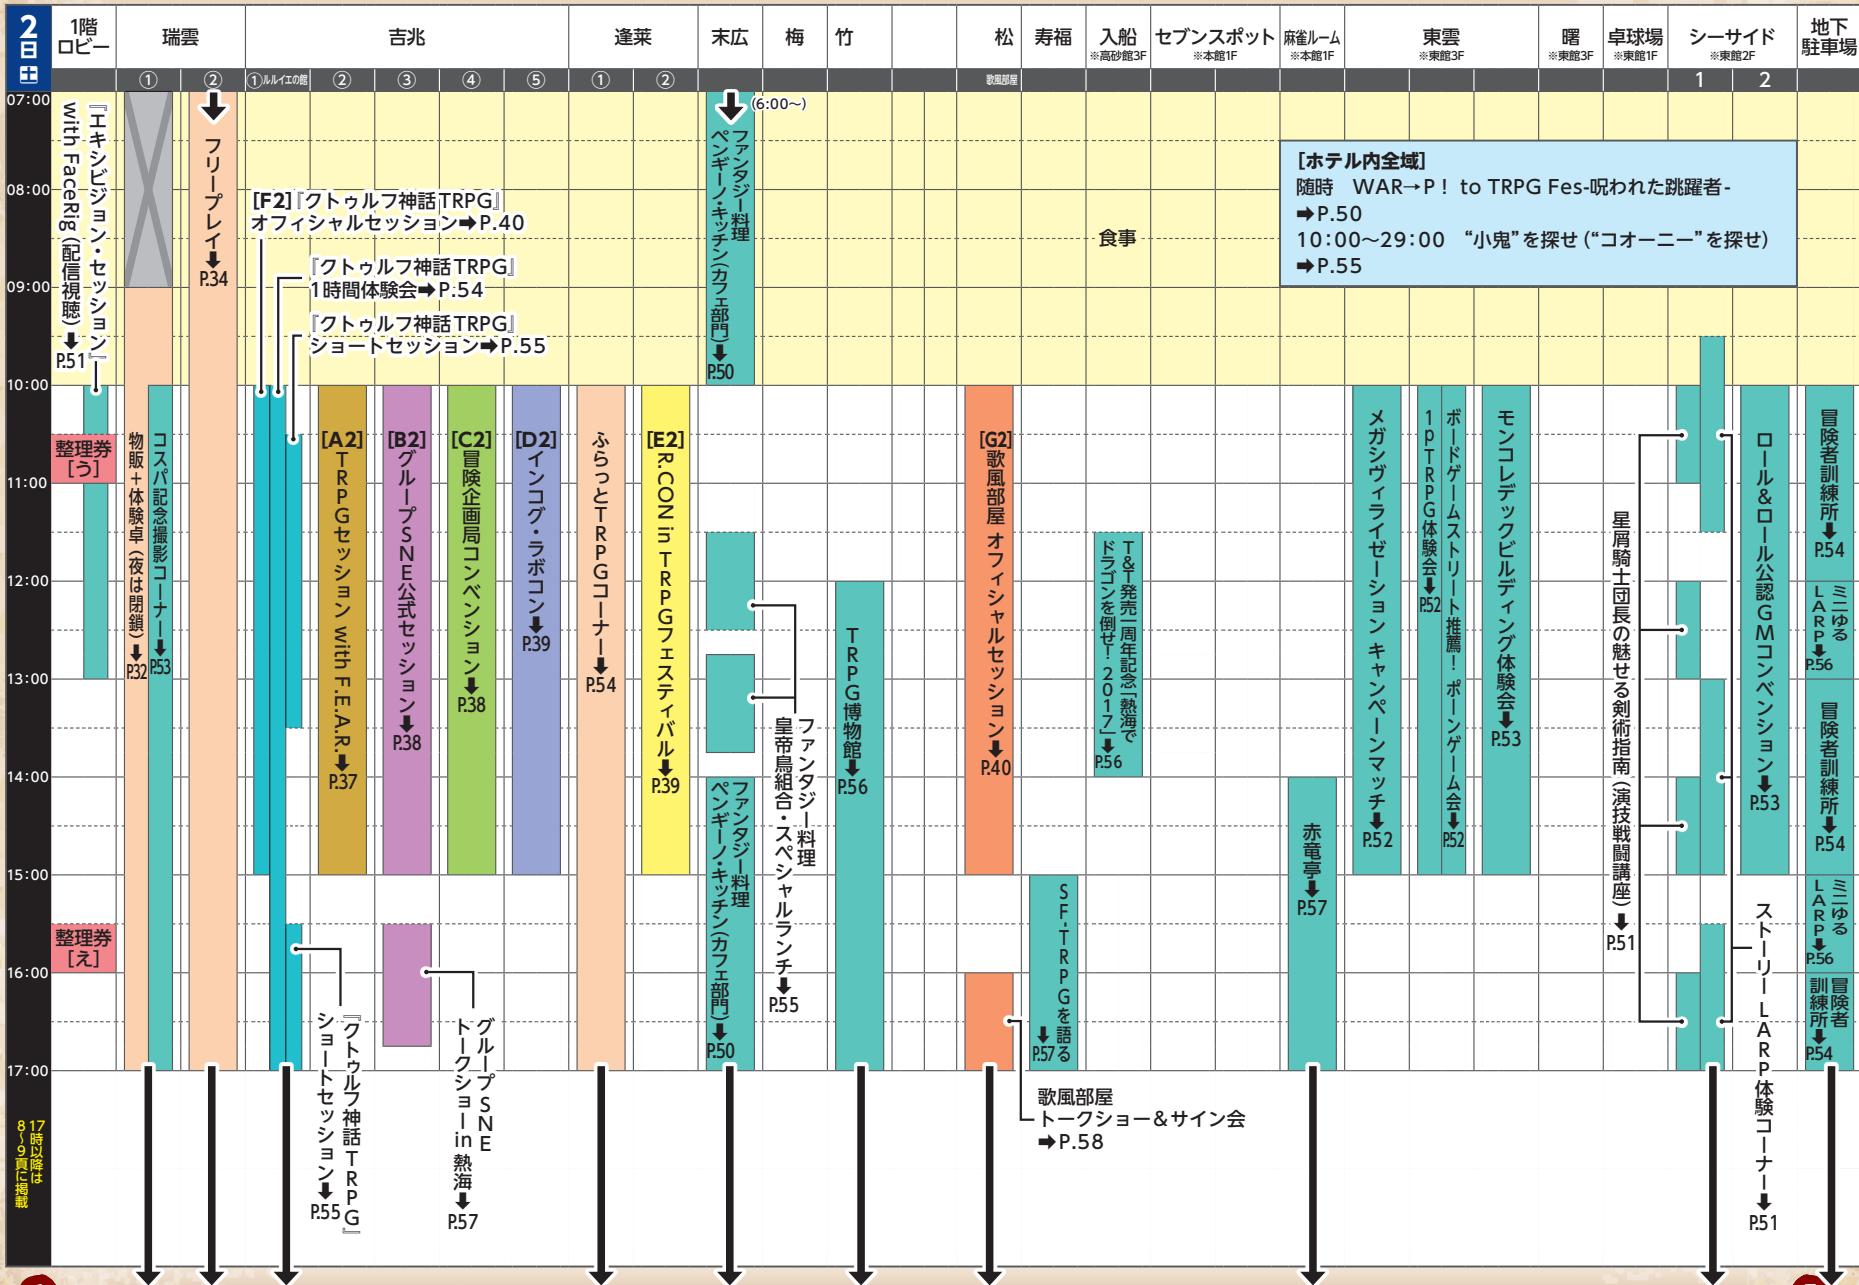 2日土
1階ロビー
瑞雲
吉兆
逢莱
末広
梅
竹
松
寿福
入船
※高砂館3F
セブンスポット
※本館1F
麻雀ルーム
※本館1F
東雲
※東館3F
曙
※東館3F
卓球場
※東館1F
シーサイド
※東館2F
地下駐車場
①
②
①ルルイエの館
②
③
④
⑤
①
②
歌風部屋
1
2
07:00
08:00
09:00
10:00
11:00
12:00
13:00
14:00
15:00
16:00
17:00
17時以降は
8〜9頁に掲載
『エキシビジョン・セッション』
with FaceRig (配信視聴)➡P.51
整理券
[う]
整理券
[え]
物販＋体験卓 (夜は閉鎖)➡P.32
コスパ記念撮影コーナー➡P.53
フリープレイ➡P.34
[F2]『クトゥルフ神話TRPG』
オフィシャルセッション➡P.40
『クトゥルフ神話TRPG』
1時間体験会➡P.54
『クトゥルフ神話TRPG』
ショートセッション➡P.55
『クトゥルフ神話TRPG』
ショートセッション➡P.55
[A2]TRPGセッション with F.E.A.R.➡P.37
[B2]グループSNE公式セッション➡P.38
グループSNE
トークショー in 熱海➡P.57
[C2]冒険企画局コンベンション➡P.38
[D2]インコグ・ラボコン➡P.39
ふらっとTRPGコーナー➡P.54
[E2]R.CON in TRPGフェスティバル➡P.39
(6:00〜)
ファンタジー料理
ペンギーノ・キッチン(カフェ部門)➡P.50
ファンタジー料理
皇帝鳥組合・スペシャルランチ➡P.55
ファンタジー料理
ペンギーノ・キッチン(カフェ部門)➡P.50
TRPG博物館➡P.56
[G2]歌風部屋 オフィシャルセッション➡P.40
歌風部屋
トークショー＆サイン会
➡P.58
SF-TRPGを語る
➡P.57
食事
T&T発売一周年記念「熱海で
ドラゴンを倒せ！2017」➡P.56
赤竜亭➡P.57
[ホテル内全域]
随時　WAR→P！ to TRPG Fes-呪われた跳躍者-
➡P.50
10:00〜29:00　“小鬼”を探せ (“コオーニー”を探せ)
➡P.55
メガシヴィライゼーション キャンペーンマッチ➡P.52
1pTRPG体験会➡P.52
ボードゲームストリート推薦！ ボーンゲーム会➡P.52
モンコレデックビルディング体験会➡P.53
星屑騎士団長の魅せる剣術指南 (演技戦闘講座)➡P.51
ロール＆ロール公認GMコンベンション➡P.53
ストーリーLARP体験コーナー➡P.51
冒険者訓練所➡P.54
ミニゆる
LARP➡P.56
冒険者訓練所➡P.54
ミニゆる
LARP➡P.56
冒険者
訓練所➡P.54